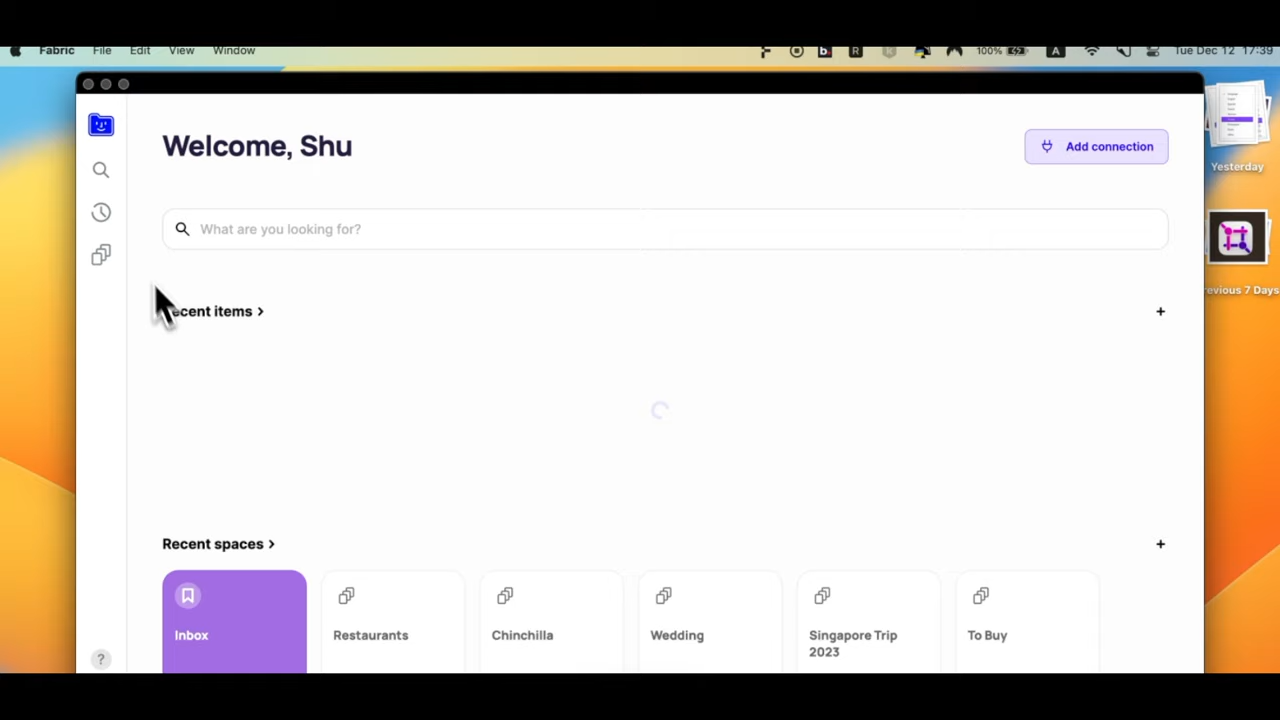 Fabric File Edit View Window 100% A Tue Dec 12 17:39
Welcome, Shu
Add connection
What are you looking for?
Yesterday
revious 7 Days
ecent items >
+
Recent spaces >
+
Inbox
Restaurants
Chinchilla
Wedding
Singapore Trip
2023
To Buy
?